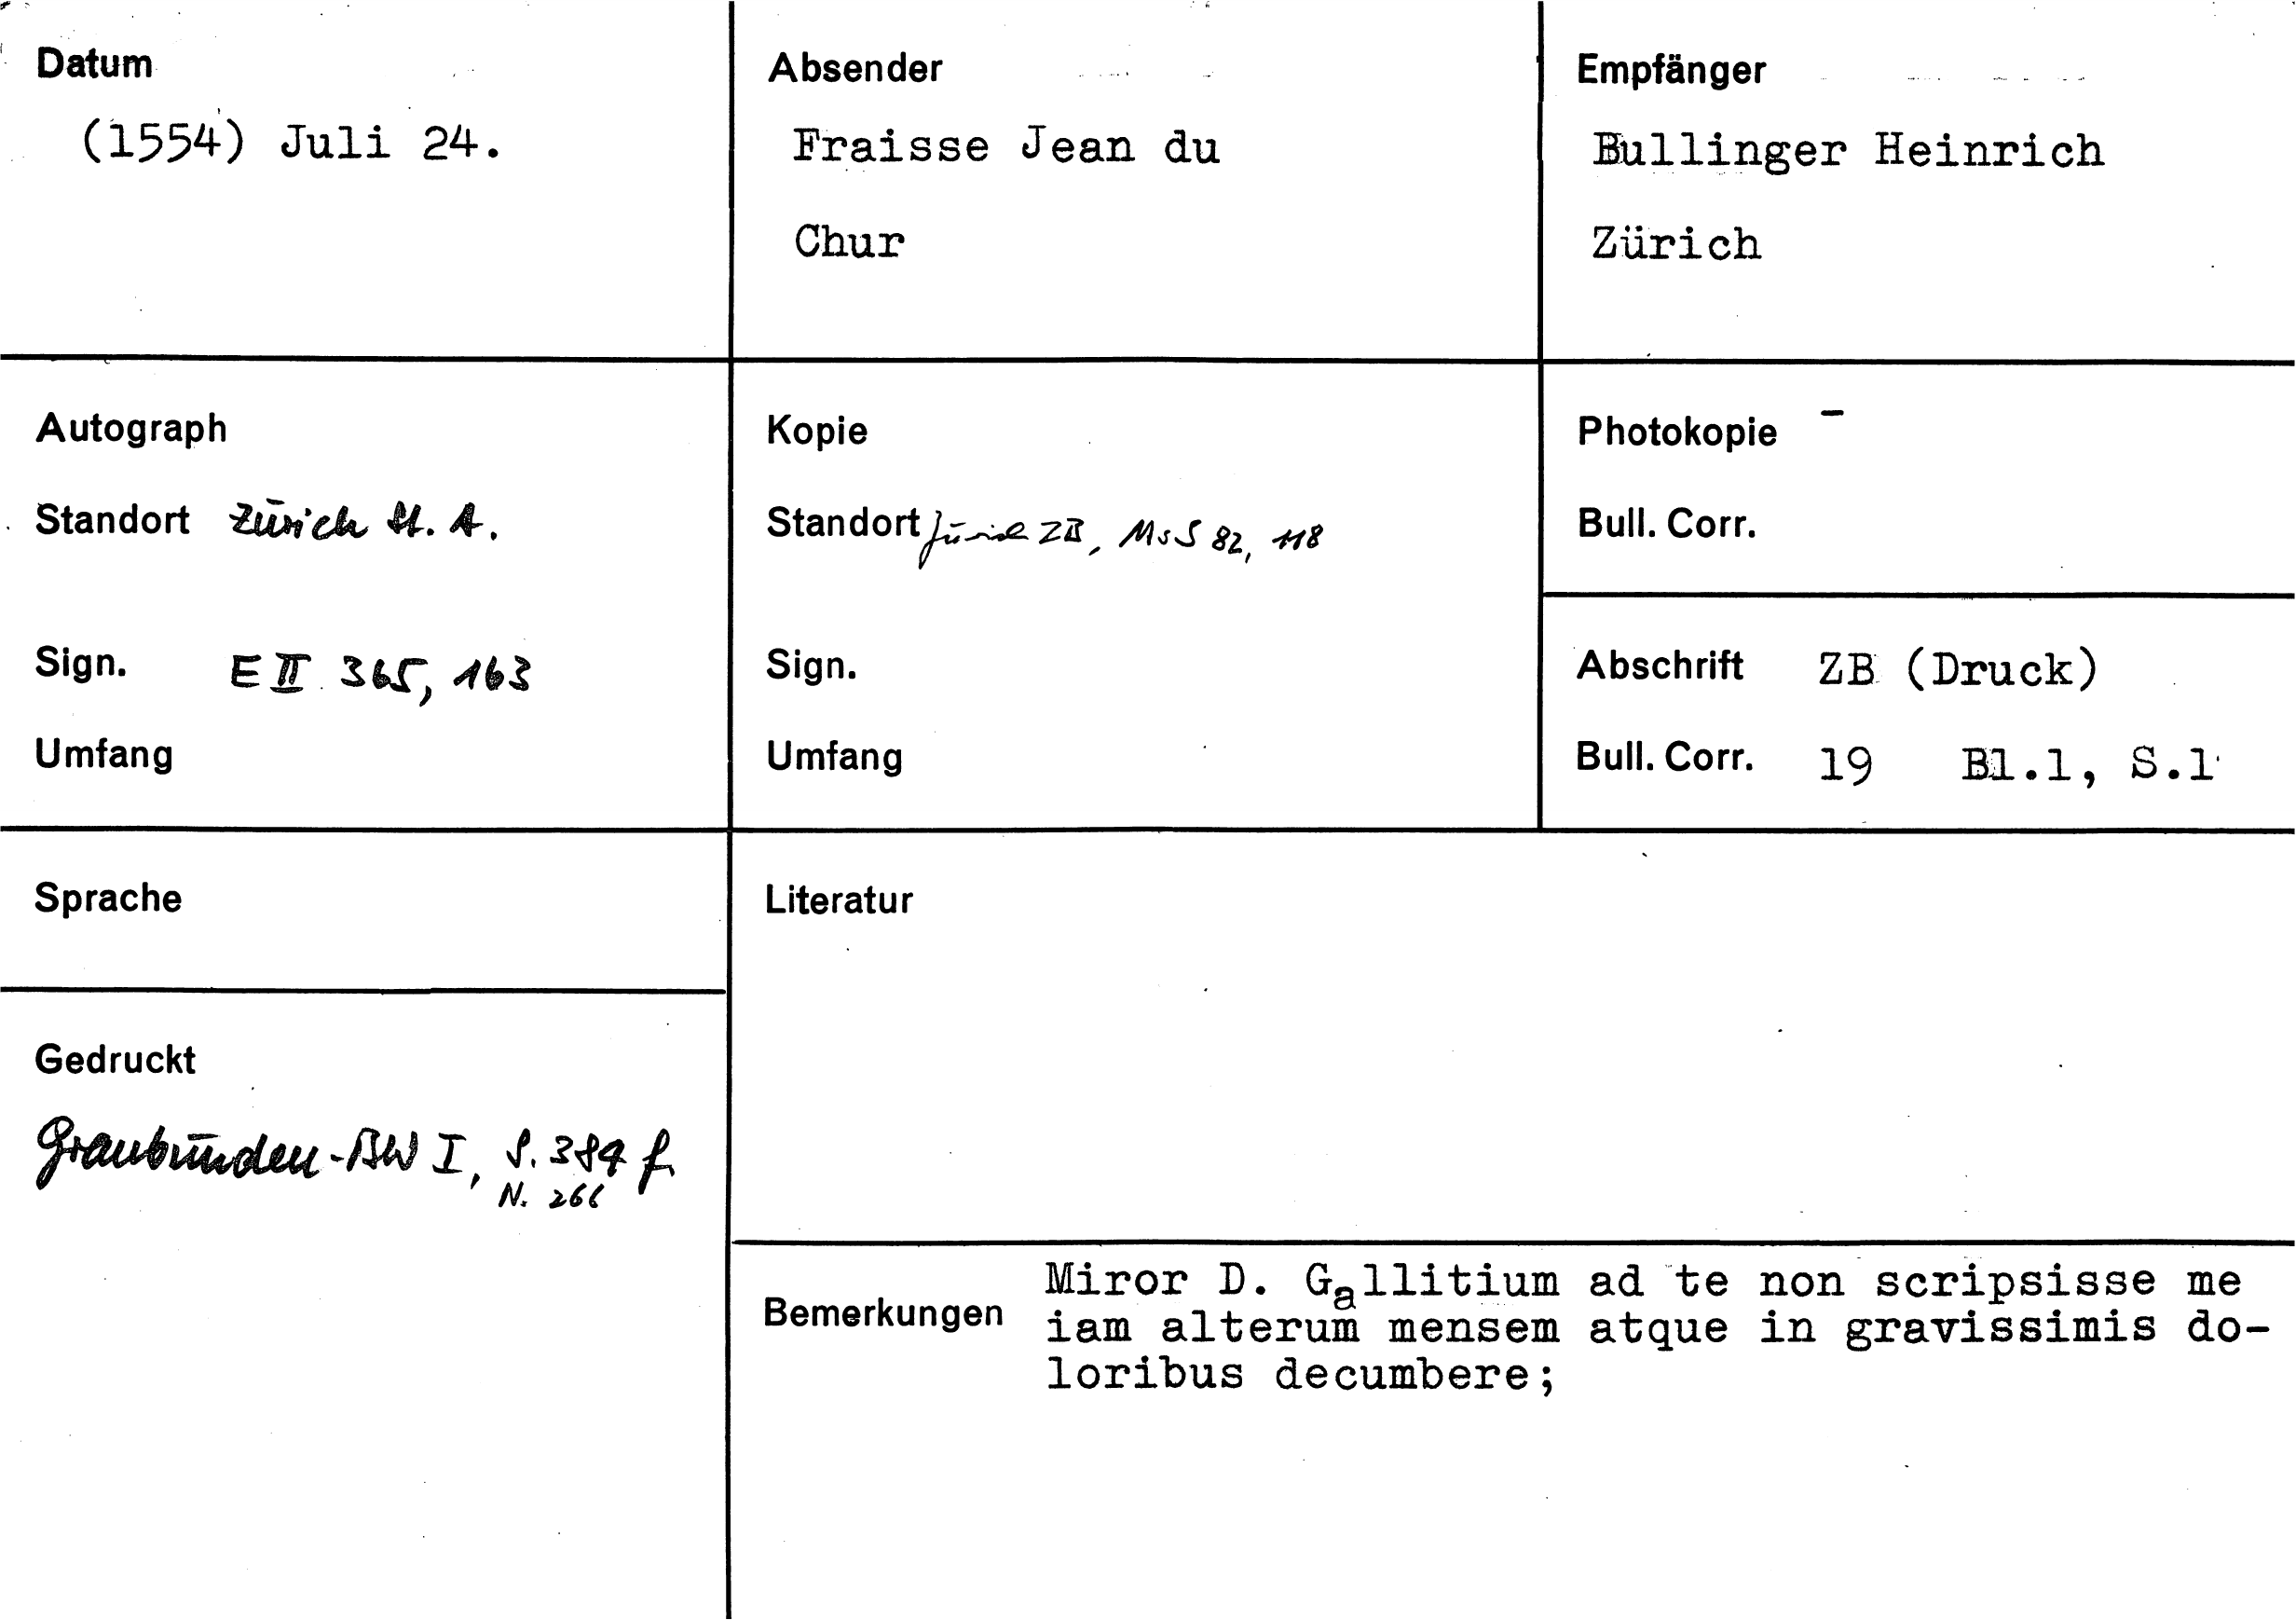 Datum
(1554) Juli 24.
Absender
Fraisse Jean du
Chur
Empfänger
Bullinger Heinrich
Zürich
Autograph
Standort Zürich St. A.
Sign. E II 365, 163
Umfang
Kopie
Standort Zürich ZB, Ms S 82, 118
Sign.
Umfang
Photokopie -
Bull. Corr.
Abschrift ZB (Druck)
Bull. Corr. 19 Bl.1, S.1
Sprache
Gedruckt
Graubünden-BW I, S. 384 f.
N. 266
Literatur
Bemerkungen
Miror D. Gallitium ad te non scripsisse me
iam alterum mensem atque in gravissimis do-
loribus decumbere;